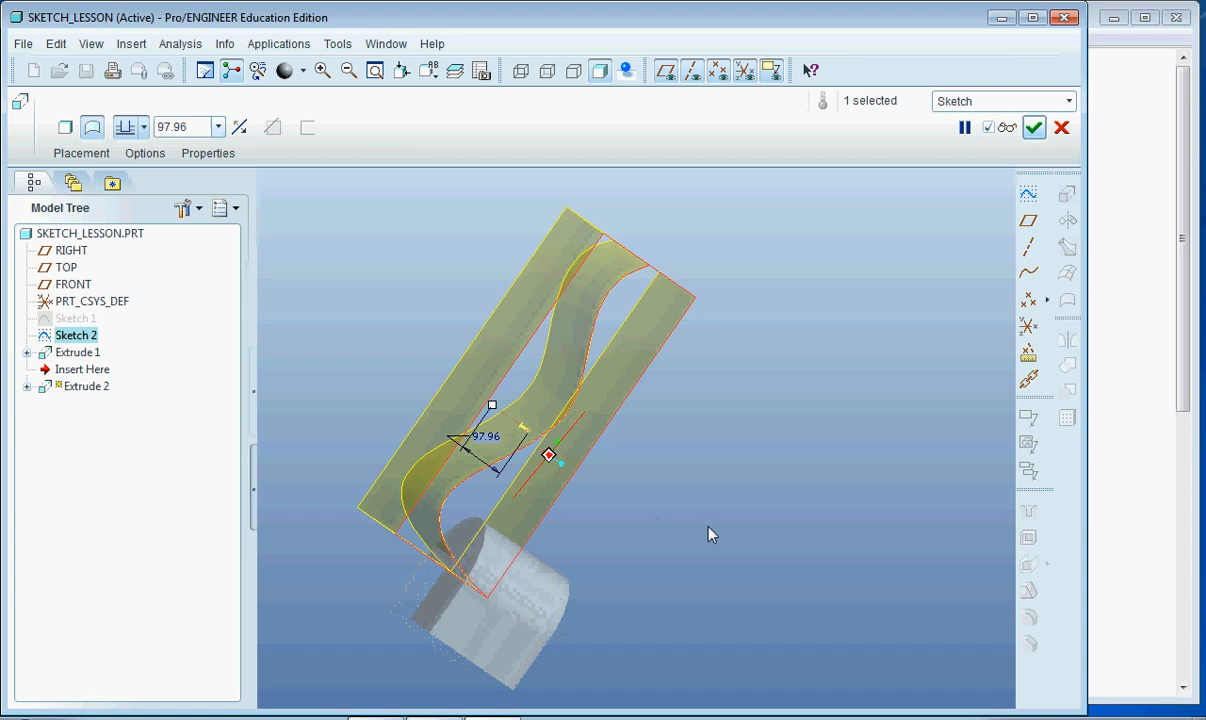 SKETCH_LESSON (Active) - Pro/ENGINEER Education Edition
File Edit View Insert Analysis Info Applications Tools Window Help
1 selected Sketch
97.96
Placement Options Properties
Model Tree
SKETCH_LESSON.PRT
RIGHT
TOP
FRONT
PRT_CSYS_DEF
Sketch 1
Sketch 2
Extrude 1
Insert Here
Extrude 2
97.96